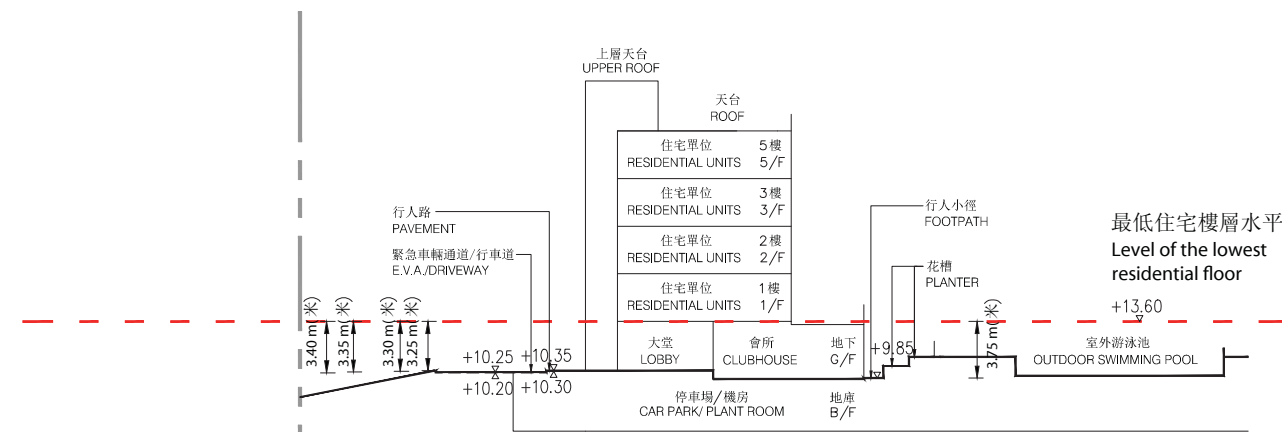 上層天台
UPPER ROOF
天台
ROOF
住宅單位 5樓
RESIDENTIAL UNITS 5/F
住宅單位 3樓
RESIDENTIAL UNITS 3/F
住宅單位 2樓
RESIDENTIAL UNITS 2/F
住宅單位 1樓
RESIDENTIAL UNITS 1/F
行人路
PAVEMENT
緊急車輛通道/行車道
E.V.A./DRIVEWAY
行人小徑
FOOTPATH
花槽
PLANTER
最低住宅樓層水平
Level of the lowest
residential floor
+13.60
3.40 m(米)
3.35 m(米)
3.30 m(米)
3.25 m(米)
+10.25 +10.35
+10.20 +10.30
大堂
LOBBY
會所 地下
CLUBHOUSE G/F
+9.85
3.75 m(米)
室外游泳池
OUTDOOR SWIMMING POOL
停車場/機房 地庫
CAR PARK/ PLANT ROOM B/F